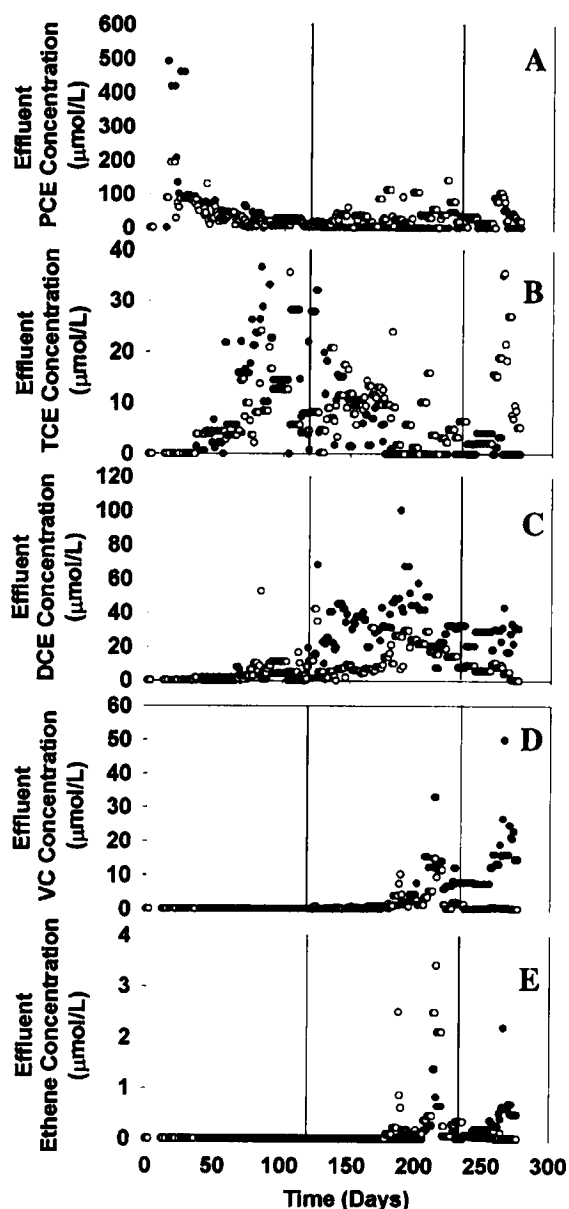 Effluent
PCE Concentration
(μmol/L)
600
500
400
300
200
100
0
A
Effluent
TCE Concentration
(μmol/L)
40
30
20
10
0
B
Effluent
DCE Concentration
(μmol/L)
120
100
80
60
40
20
0
C
Effluent
VC Concentration
(μmol/L)
60
50
40
30
20
10
0
D
Effluent
Ethene Concentration
(μmol/L)
4
3
2
1
0
E
0 50 100 150 200 250 300
Time (Days)